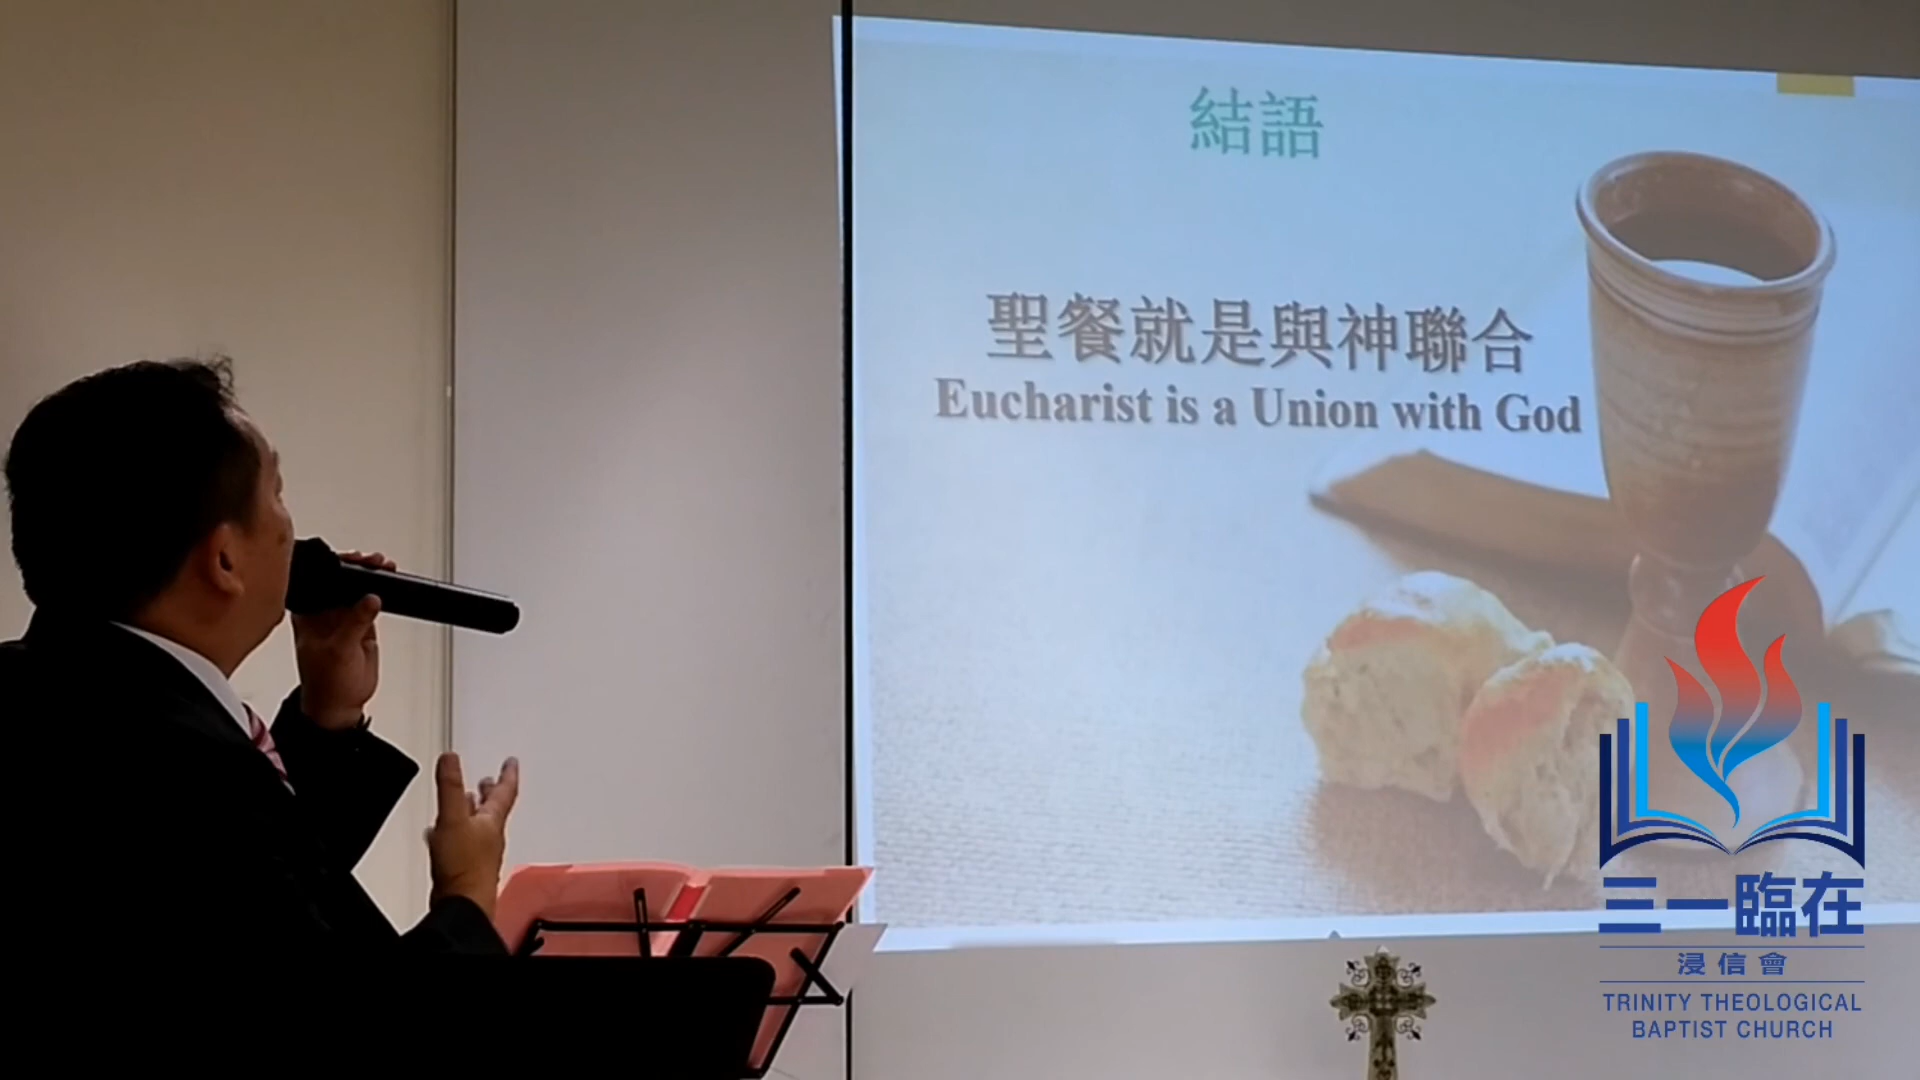 結語
聖餐就是與神聯合
Eucharist is a Union with God
三一臨在
浸信會
TRINITY THEOLOGICAL
BAPTIST CHURCH